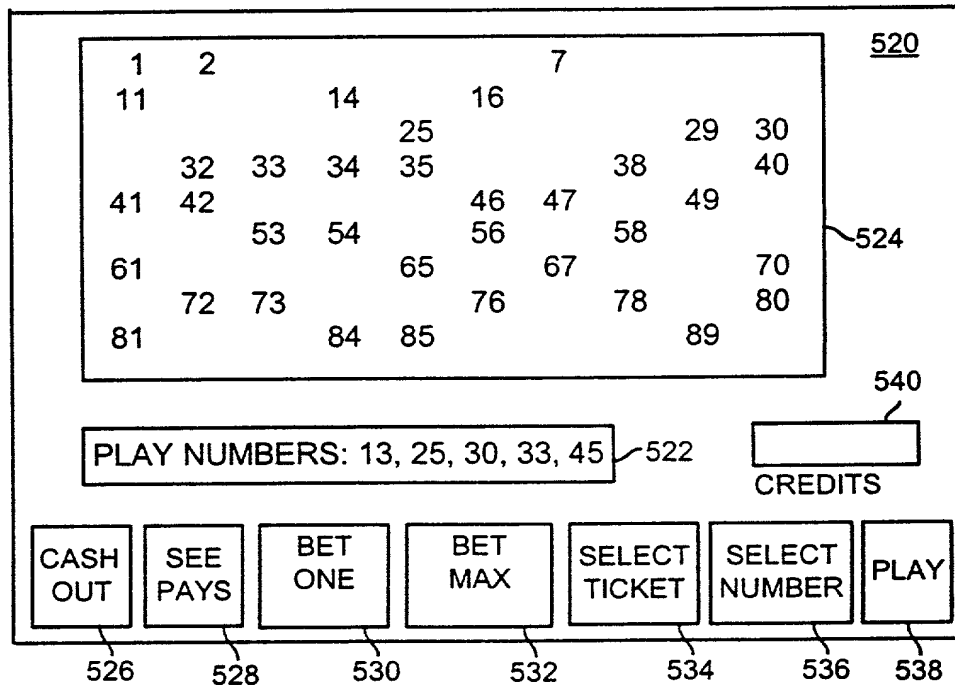 520
1 2 7
11 14 16
25 29 30
32 33 34 35 38 40
41 42 46 47 49
53 54 56 58
524
61 65 67 70
72 73 76 78 80
81 84 85 89
540
PLAY NUMBERS: 13, 25, 30, 33, 45
522
CREDITS
CASH OUT
SEE PAYS
BET ONE
BET MAX
SELECT TICKET
SELECT NUMBER
PLAY
526 528 530 532 534 536 538